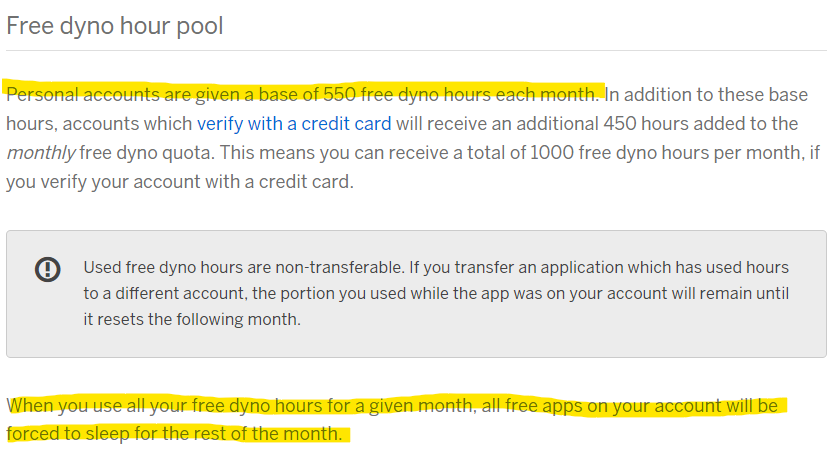 Free dyno hour pool
Personal accounts are given a base of 550 free dyno hours each month. In addition to these base
hours, accounts which verify with a credit card will receive an additional 450 hours added to the
monthly free dyno quota. This means you can receive a total of 1000 free dyno hours per month, if
you verify your account with a credit card.
Used free dyno hours are non-transferable. If you transfer an application which has used hours
to a different account, the portion you used while the app was on your account will remain until
it resets the following month.
When you use all your free dyno hours for a given month, all free apps on your account will be
forced to sleep for the rest of the month.